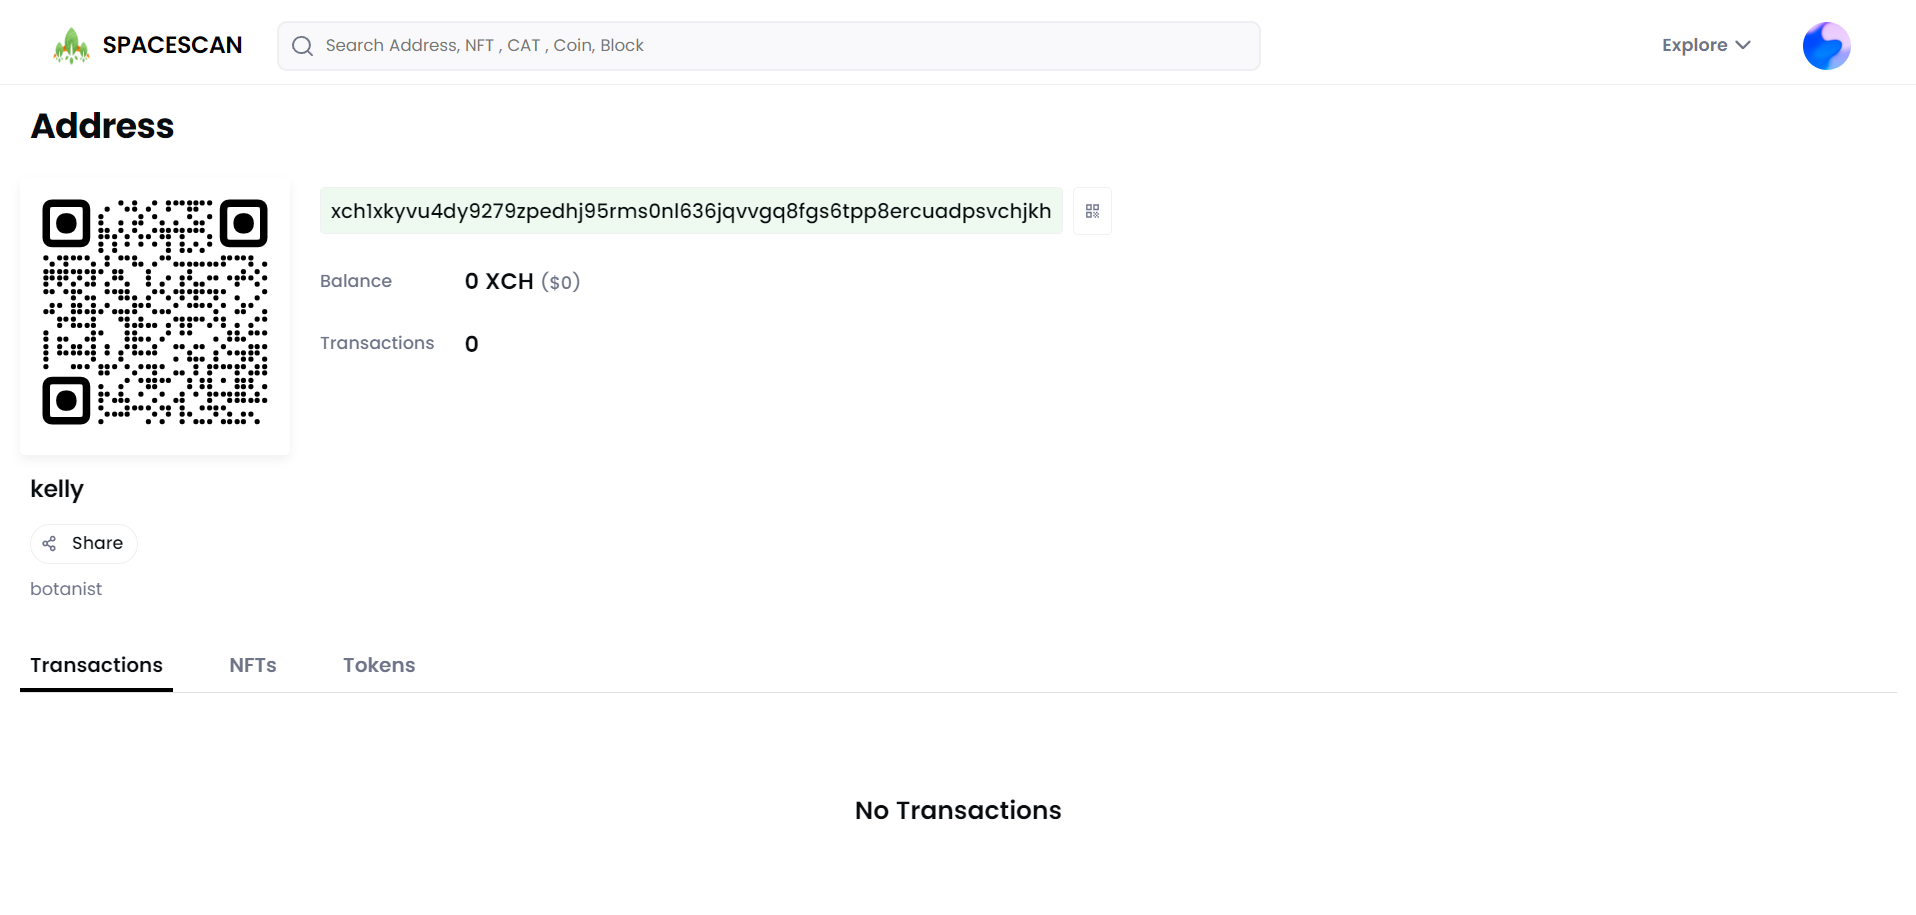 SPACESCAN
Search Address, NFT , CAT , Coin, Block
Explore
Address
xch1xkyvu4dy9279zpedhj95rms0nl636jqvvgq8fgs6tpp8ercuadpsvchjkh
Balance 0 XCH ($0)
Transactions 0
kelly
Share
botanist
Transactions NFTs Tokens
No Transactions